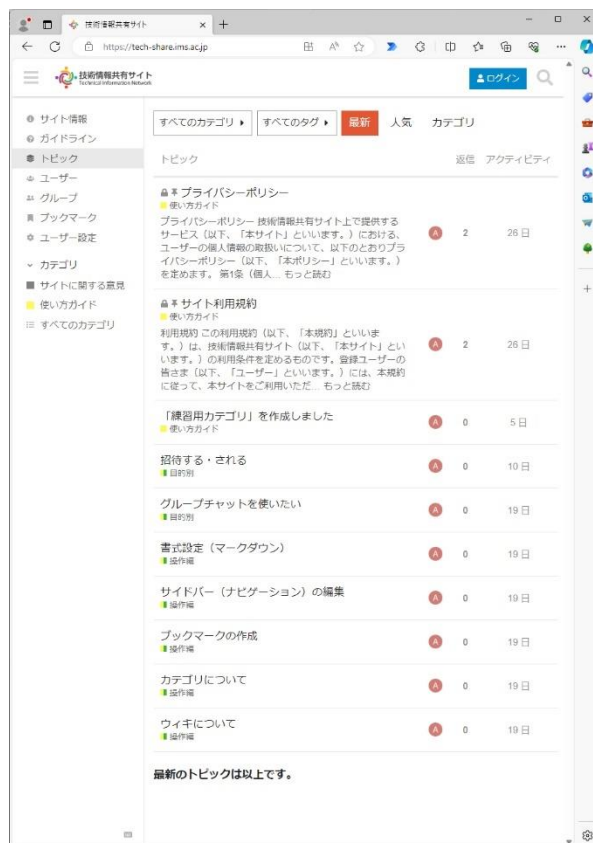 技術情報共有サイト
https://tech-share.ims.ac.jp
技術情報共有サイト
Technical Information Network
ログイン
サイト情報
ガイドライン
トピック
ユーザー
グループ
ブックマーク
ユーザー設定
カテゴリ
サイトに関する意見
使い方ガイド
すべてのカテゴリ
すべてのカテゴリ すべてのタグ 最新 人気 カテゴリ
トピック 返信 アクティビティ
プライバシーポリシー
使い方ガイド
プライバシーポリシー 技術情報共有サイト上で提供する
サービス(以下、「本サイト」といいます。)における、
ユーザーの個人情報の取扱いについて、以下のとおりプラ
イバシーポリシー(以下、「本ポリシー」といいます。)
を定めます。 第1条(個人... もっと読む
A 2 26日
サイト利用規約
使い方ガイド
利用規約 この利用規約(以下、「本規約」といいま
す。)は、技術情報共有サイト(以下、「本サイト」とい
います。)の利用条件を定めるものです。登録ユーザーの
皆さま(以下、「ユーザー」といいます。)には、本規約
に従って、本サイトをご利用いただ... もっと読む
A 2 26日
「練習用カテゴリ」を作成しました
使い方ガイド
A 0 5日
招待する・される
目的別
A 0 10日
グループチャットを使いたい
目的別
A 0 19日
書式設定(マークダウン)
操作編
A 0 19日
サイドバー(ナビゲーション)の編集
操作編
A 0 19日
ブックマークの作成
操作編
A 0 19日
カテゴリについて
操作編
A 0 19日
ウィキについて
操作編
A 0 19日
最新のトピックは以上です。